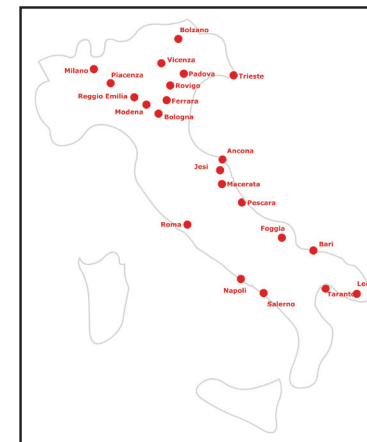 Bolzano
Vicenza
Milano
Padova
Trieste
Piacenza
Rovigo
Reggio Emilia
Ferrara
Modena
Bologna
Ancona
Jesi
Macerata
Pescara
Roma
Foggia
Bari
Napoli
Salerno
Taranto
Le